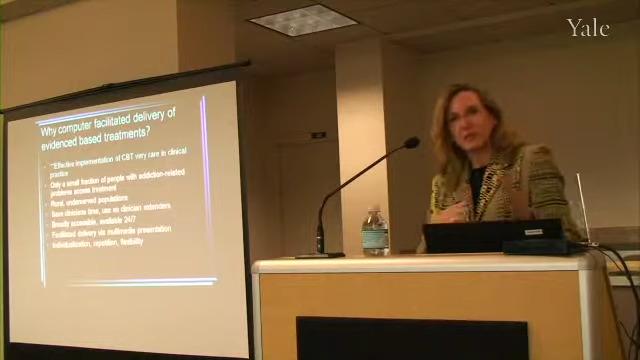 Yale
Why computer facilitated delivery of
evidenced based treatments?
Effective implementation of CBT very rare in clinical
practice
Only a small fraction of people with addiction-related
problems access treatment
Rural, underserved populations
Save clinicians time, use as clinician extenders
Broadly accessible, available 24/7
Facilitated delivery via multimedia presentation
Individualization, repetition, flexibility